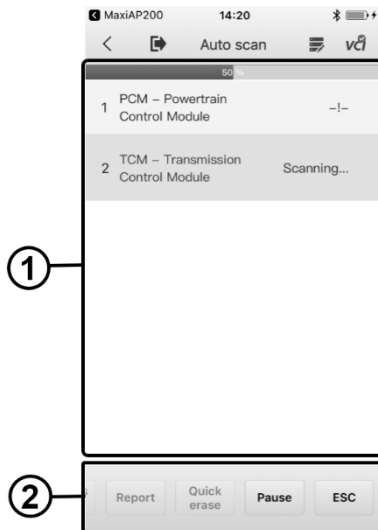 MaxiAP200 14:20
Auto scan vci
50 %
1 PCM – Powertrain
Control Module -!-
2 TCM – Transmission
Control Module Scanning...
1
2
Report Quick
erase Pause ESC